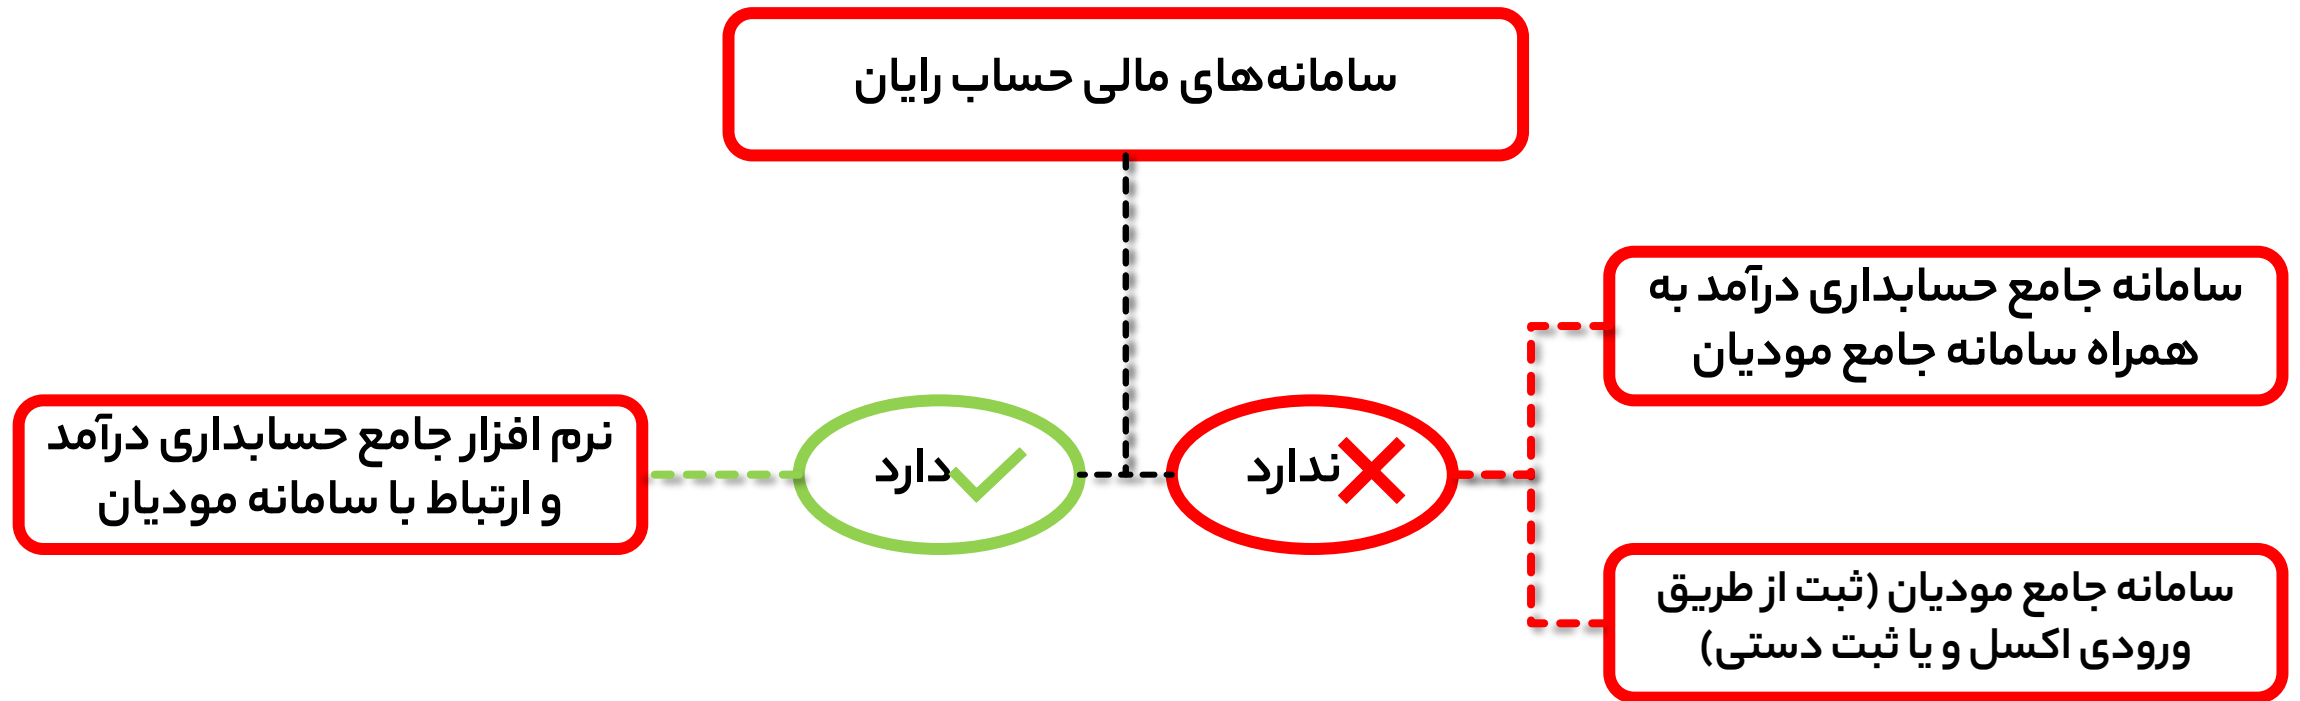 سامانه‌های مالی حساب رایان
سامانه جامع حسابداری درآمد به
همراه سامانه جامع مودیان
ندارد
دارد
نرم افزار جامع حسابداری درآمد
و ارتباط با سامانه مودیان
سامانه جامع مودیان (ثبت از طریق
ورودی اکسل و یا ثبت دستی)